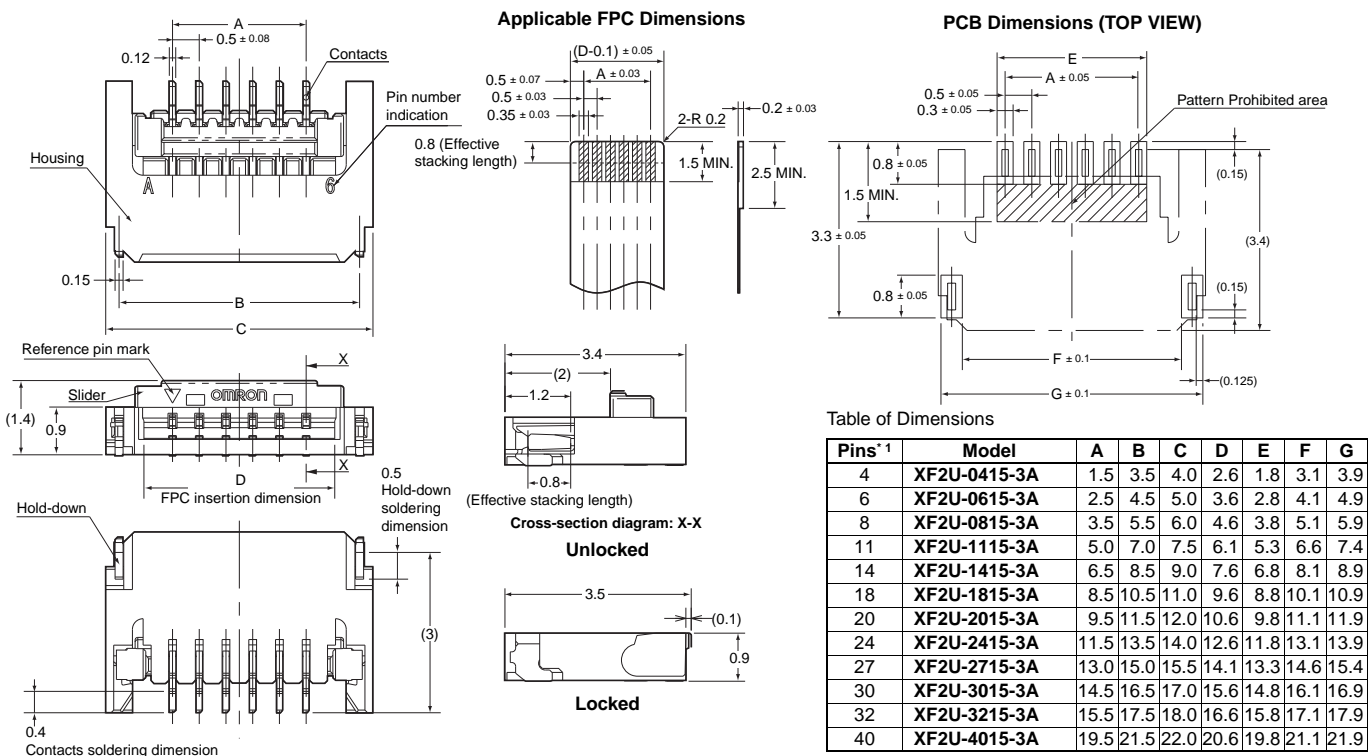 Applicable FPC Dimensions
PCB Dimensions (TOP VIEW)
A
0.5 ± 0.08
0.12
Contacts
Pin number
indication
Housing
A
6
0.15
B
C
(D-0.1) ± 0.05
0.5 ± 0.07
A ± 0.03
0.5 ± 0.03
0.35 ± 0.03
0.8 (Effective
stacking length)
0.2 ± 0.03
2-R 0.2
1.5 MIN.
2.5 MIN.
E
A ± 0.05
0.5 ± 0.05
0.3 ± 0.05
Pattern Prohibited area
0.8 ± 0.05
1.5 MIN.
3.3 ± 0.05
0.8 ± 0.05
(0.15)
(3.4)
(0.15)
F ± 0.1
(0.125)
G ± 0.1
Reference pin mark
X
Slider
OMRON
(1.4)
0.9
X
D
FPC insertion dimension
3.4
(2)
1.2
0.8
(Effective stacking length)
Cross-section diagram: X-X
Unlocked
Hold-down
0.5
Hold-down
soldering
dimension
(3)
0.4
Contacts soldering dimension
3.5
(0.1)
0.9
Locked
Table of Dimensions
Pins*1 Model A B C D E F G
4 XF2U-0415-3A 1.5 3.5 4.0 2.6 1.8 3.1 3.9
6 XF2U-0615-3A 2.5 4.5 5.0 3.6 2.8 4.1 4.9
8 XF2U-0815-3A 3.5 5.5 6.0 4.6 3.8 5.1 5.9
11 XF2U-1115-3A 5.0 7.0 7.5 6.1 5.3 6.6 7.4
14 XF2U-1415-3A 6.5 8.5 9.0 7.6 6.8 8.1 8.9
18 XF2U-1815-3A 8.5 10.5 11.0 9.6 8.8 10.1 10.9
20 XF2U-2015-3A 9.5 11.5 12.0 10.6 9.8 11.1 11.9
24 XF2U-2415-3A 11.5 13.5 14.0 12.6 11.8 13.1 13.9
27 XF2U-2715-3A 13.0 15.0 15.5 14.1 13.3 14.6 15.4
30 XF2U-3015-3A 14.5 16.5 17.0 15.6 14.8 16.1 16.9
32 XF2U-3215-3A 15.5 17.5 18.0 16.6 15.8 17.1 17.9
40 XF2U-4015-3A 19.5 21.5 22.0 20.6 19.8 21.1 21.9